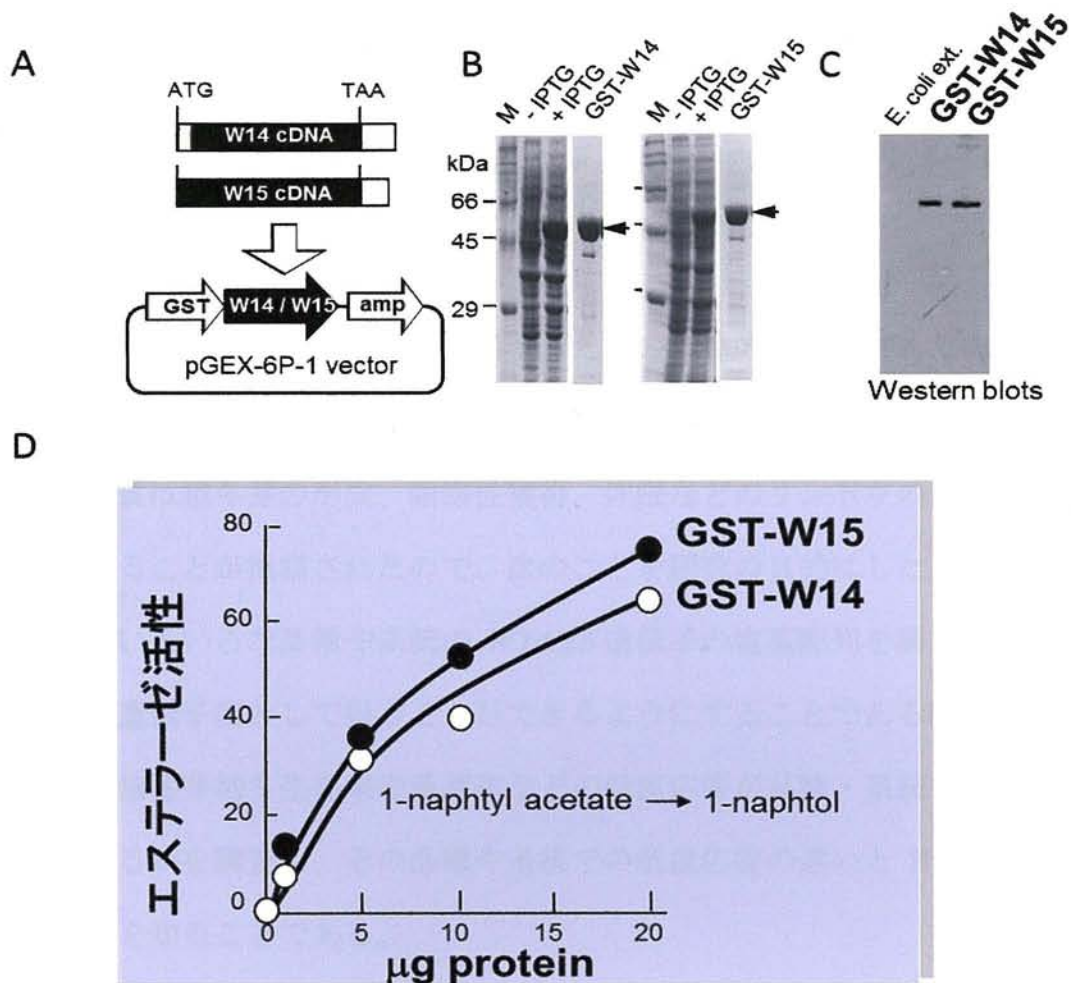 A
ATG TAA
W14 cDNA
W15 cDNA
GST W14 / W15 amp
pGEX-6P-1 vector
B
M - IPTG + IPTG GST-W14
M - IPTG + IPTG GST-W15
kDa
66
45
29
C
E. coli ext. GST-W14 GST-W15
Western blots
D
エステラーゼ活性
80
60
40
20
0
0 5 10 15 20
µg protein
GST-W15
GST-W14
1-naphtyl acetate → 1-naphtol